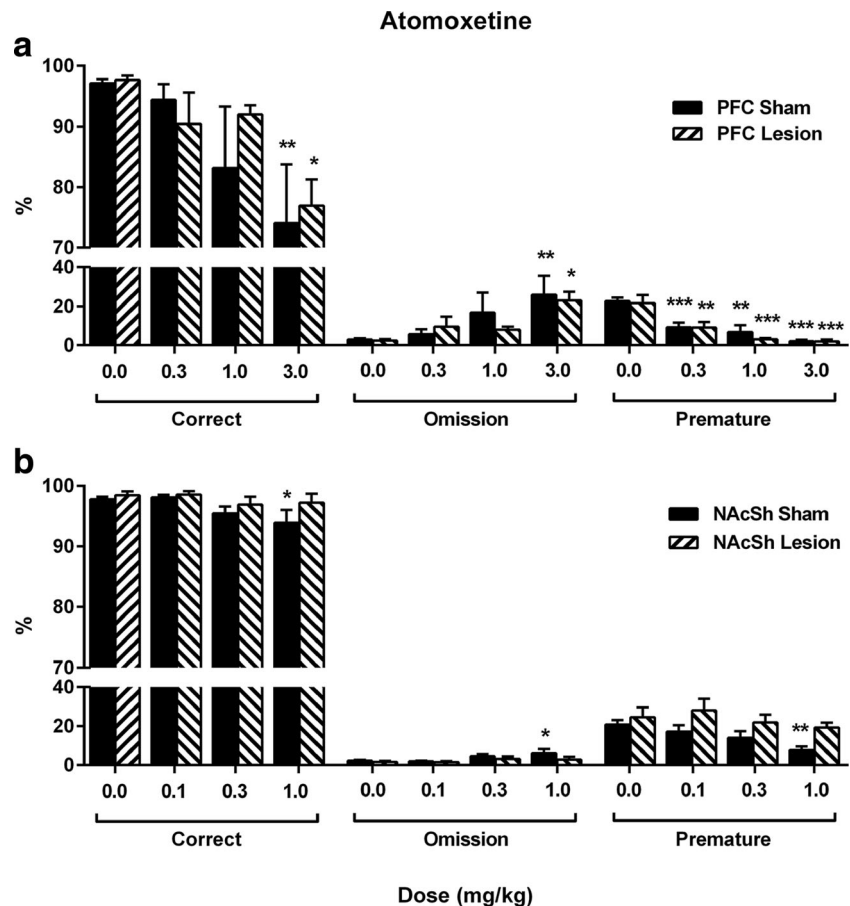 Atomoxetine
a
100
90
80
70
40
20
0
%
PFC Sham
PFC Lesion
** *
** *
*** ** ** *** *** ***
0.0 0.3 1.0 3.0 0.0 0.3 1.0 3.0 0.0 0.3 1.0 3.0
Correct Omission Premature
b
100
90
80
70
40
20
0
%
NAcSh Sham
NAcSh Lesion
*
*
**
0.0 0.1 0.3 1.0 0.0 0.1 0.3 1.0 0.0 0.1 0.3 1.0
Correct Omission Premature
Dose (mg/kg)